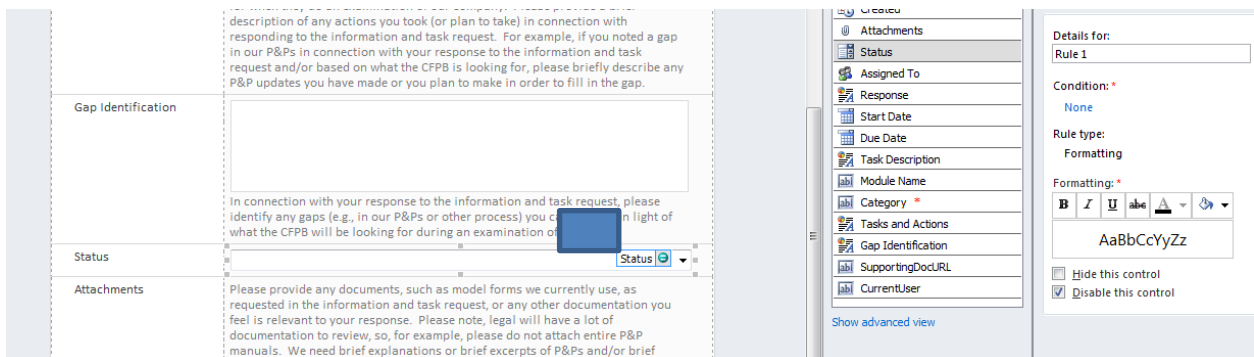 for when they do an examination of our company. Please provide a brief
description of any actions you took (or plan to take) in connection with
responding to the information and task request. For example, if you noted a gap
in our P&Ps in connection with your response to the information and task
request and/or based on what the CFPB is looking for, please briefly describe any
P&P updates you have made or you plan to make in order to fill in the gap.
Gap Identification
In connection with your response to the information and task request, please
identify any gaps (e.g., in our P&Ps or other process) you ca n light of
what the CFPB will be looking for during an examination of
Status
Status
Attachments
Please provide any documents, such as model forms we currently use, as
requested in the information and task request, or any other documentation you
feel is relevant to your response. Please note, legal will have a lot of
documentation to review, so, for example, please do not attach entire P&P
manuals. We need brief explanations or brief excerpts of P&Ps and/or brief
Created
Attachments
Status
Assigned To
Response
Start Date
Due Date
Task Description
Module Name
Category *
Tasks and Actions
Gap Identification
SupportingDocURL
CurrentUser
Show advanced view
Details for:
Rule 1
Condition: *
None
Rule type:
Formatting
Formatting: *
B I U abc A
AaBbCcYyZz
Hide this control
Disable this control